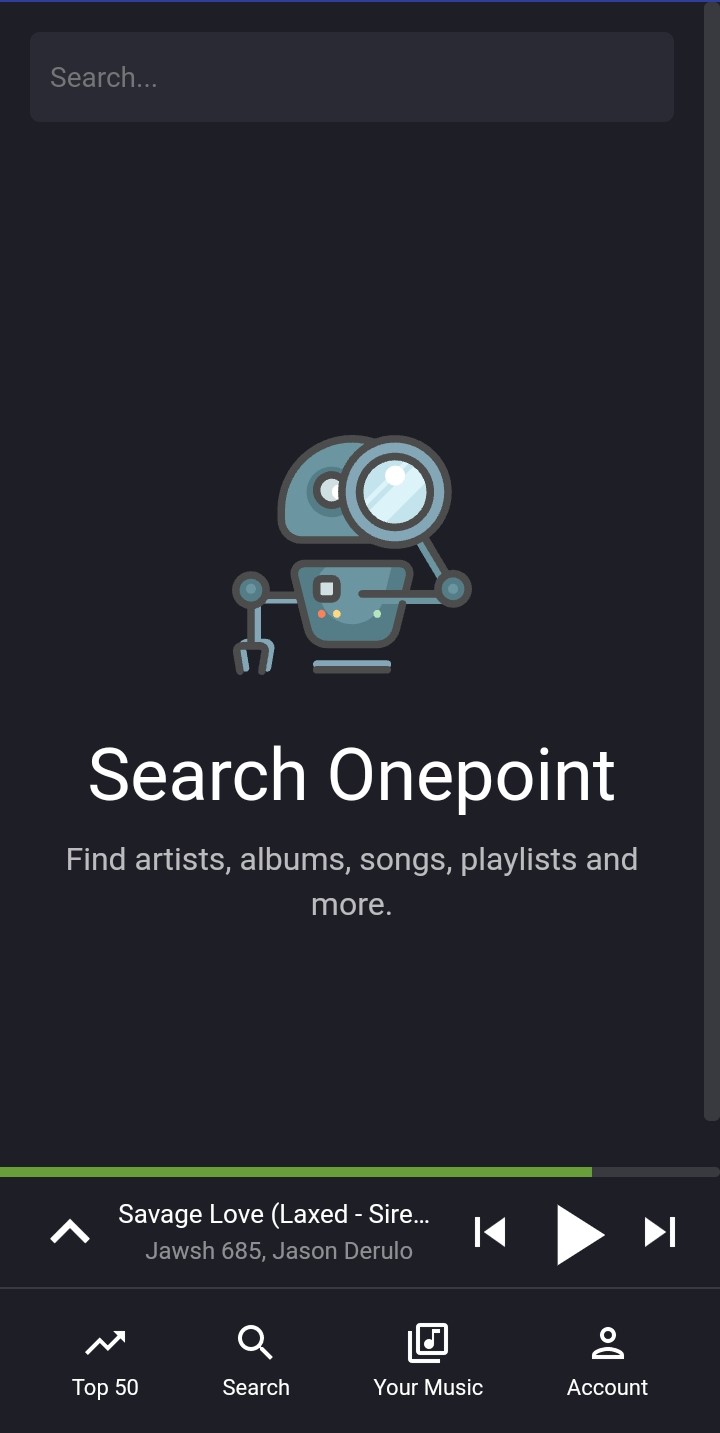 Search...
Search Onepoint
Find artists, albums, songs, playlists and
more.
Savage Love (Laxed - Sire...
Jawsh 685, Jason Derulo
Top 50
Search
Your Music
Account